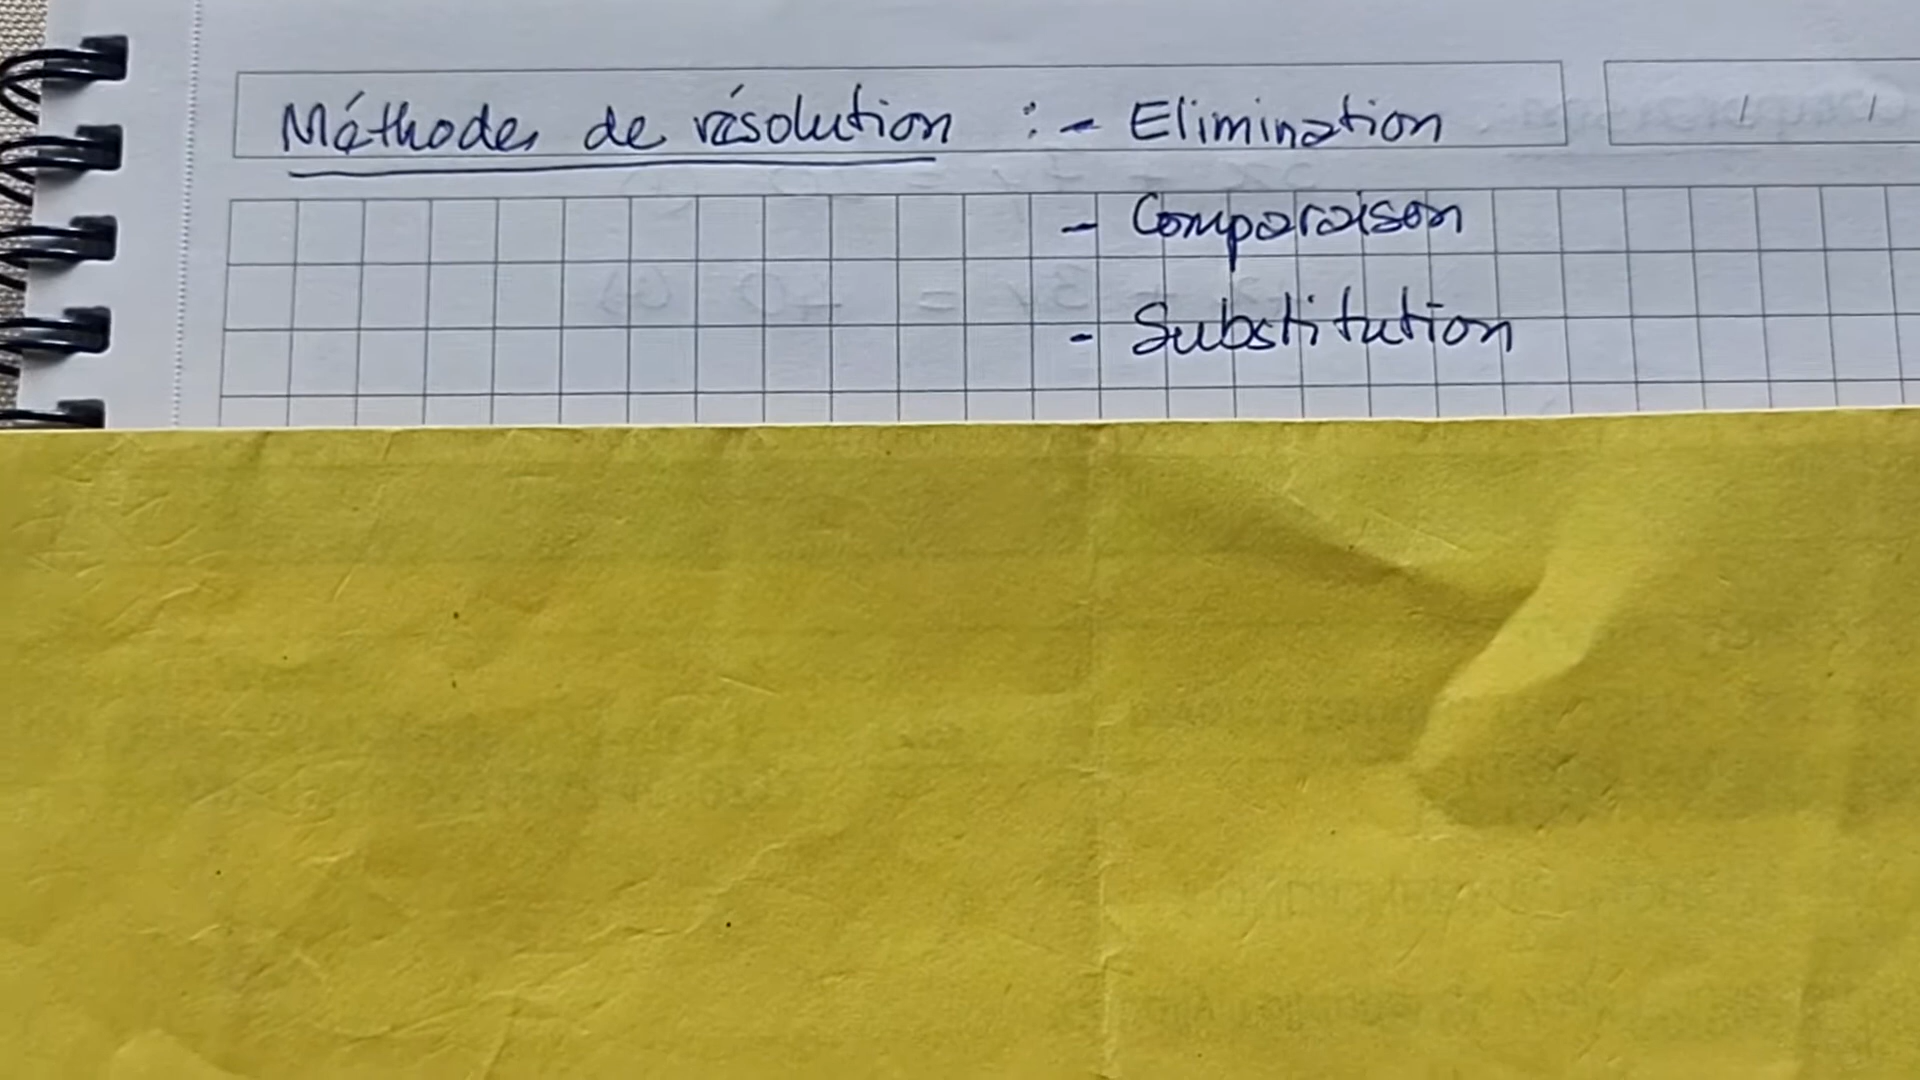 Méthodes de résolution : - Elimination
- Comparaison
- Substitution